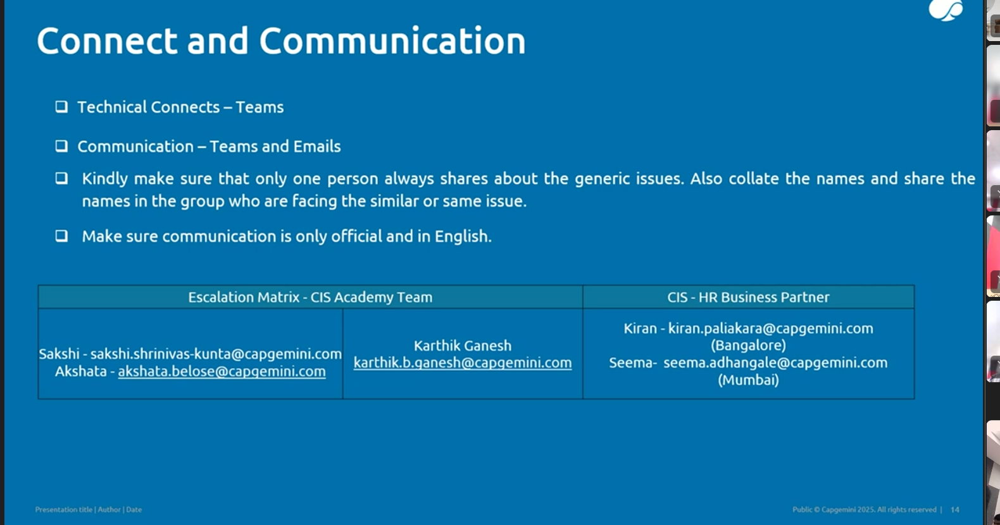 Connect and Communication
❑ Technical Connects – Teams
❑ Communication – Teams and Emails
❑ Kindly make sure that only one person always shares about the generic issues. Also collate the names and share the
names in the group who are facing the similar or same issue.
❑ Make sure communication is only official and in English.
Escalation Matrix - CIS Academy Team
CIS - HR Business Partner
Sakshi - sakshi.shrinivas-kunta@capgemini.com
Akshata - akshata.belose@capgemini.com
Karthik Ganesh
karthik.b.ganesh@capgemini.com
Kiran - kiran.paliakara@capgemini.com
(Bangalore)
Seema- seema.adhangale@capgemini.com
(Mumbai)
Presentation title | Author | Date
Public © Capgemini 2025. All rights reserved | 14